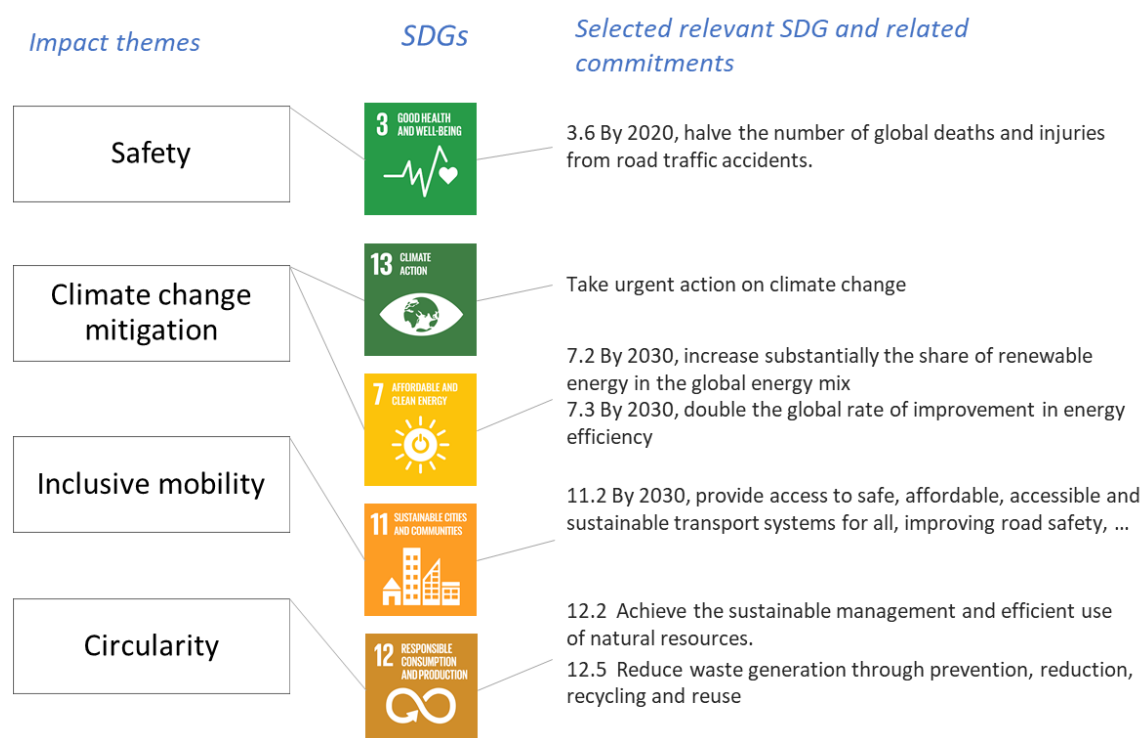 Impact themes
SDGs
Selected relevant SDG and related
commitments
Safety
3 GOOD HEALTH
AND WELL-BEING
3.6 By 2020, halve the number of global deaths and injuries
from road traffic accidents.
Climate change
mitigation
13 CLIMATE
ACTION
Take urgent action on climate change
7 AFFORDABLE AND
CLEAN ENERGY
7.2 By 2030, increase substantially the share of renewable
energy in the global energy mix
7.3 By 2030, double the global rate of improvement in energy
efficiency
Inclusive mobility
11 SUSTAINABLE CITIES
AND COMMUNITIES
11.2 By 2030, provide access to safe, affordable, accessible and
sustainable transport systems for all, improving road safety, ...
Circularity
12 RESPONSIBLE
CONSUMPTION
AND PRODUCTION
12.2 Achieve the sustainable management and efficient use
of natural resources.
12.5 Reduce waste generation through prevention, reduction,
recycling and reuse